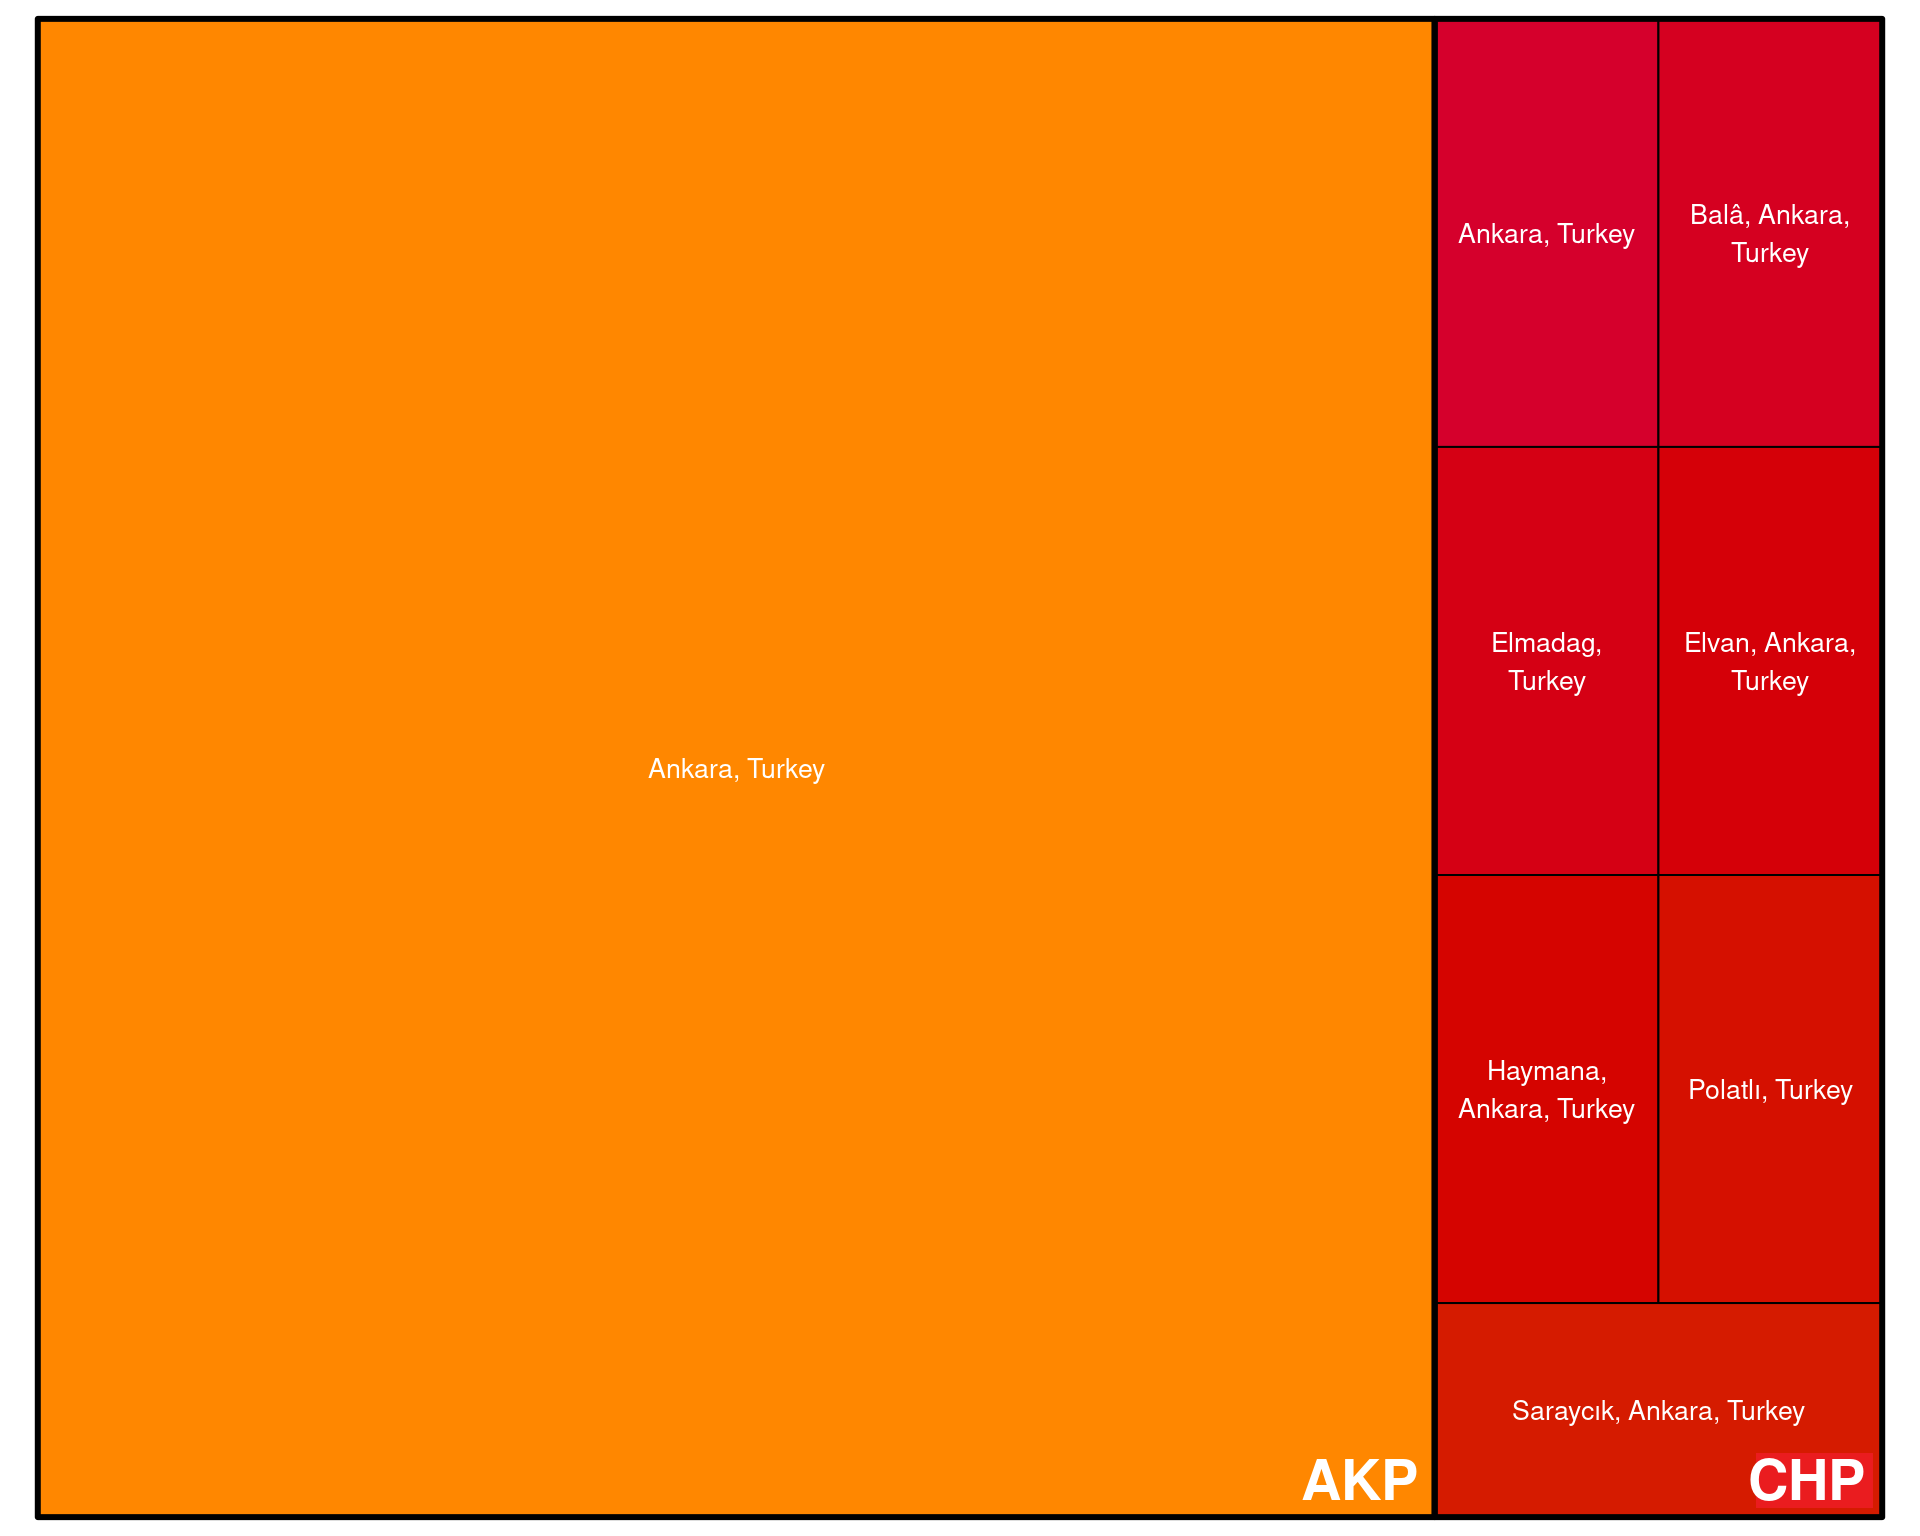 Ankara, Turkey
AKP
Ankara, Turkey
Balâ, Ankara,
Turkey
Elmadag,
Turkey
Elvan, Ankara,
Turkey
Haymana,
Ankara, Turkey
Polatlı, Turkey
Saraycık, Ankara, Turkey
CHP